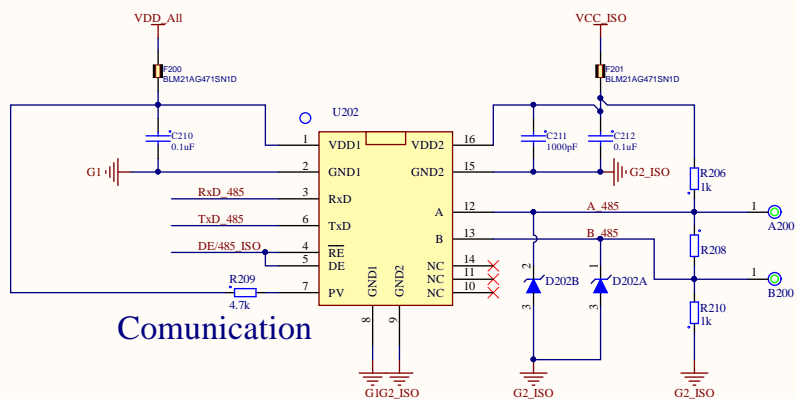 VDD_All
VCC_ISO
F200
BLM21AG471SN1D
F201
BLM21AG471SN1D
U202
C210
0.1uF
C211
1000pF
C212
0.1uF
1 VDD1 VDD2 16
G1 2 GND1 GND2 15 G2_ISO
R206
1k
RxD_485 3 RxD
A 12 A_485 1
A200
TxD_485 6 TxD
B 13 B_485
R208
DE/485_ISO 4 RE
5 DE
NC 14
NC 11
NC 10
2 D202B 1 D202A
3 3
1
B200
R209
4.7k
7 PV
GND1 GND2
8 9
R210
1k
Comunication
G1 G2_ISO
G2_ISO
G2_ISO